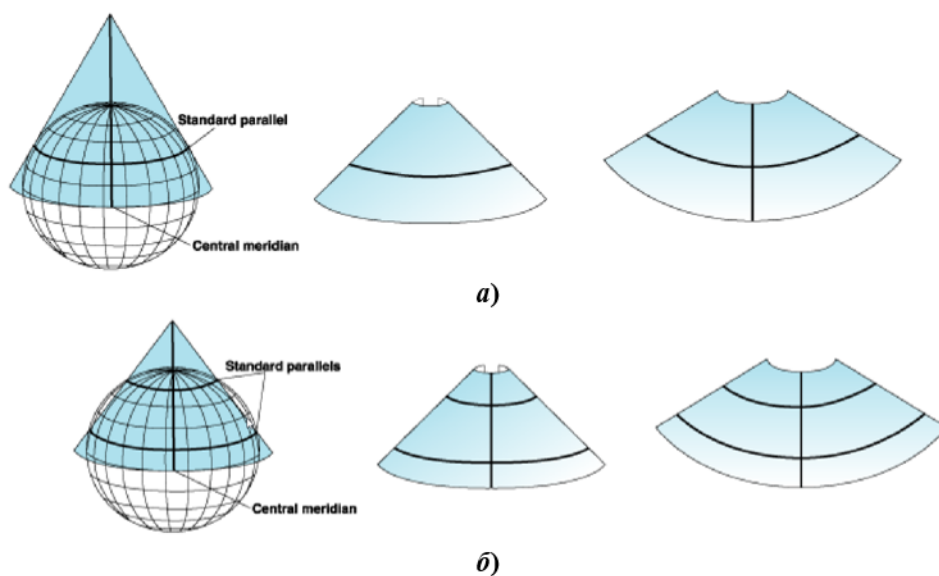 Standard parallel
Central meridian
а)
Standard parallels
Central meridian
б)